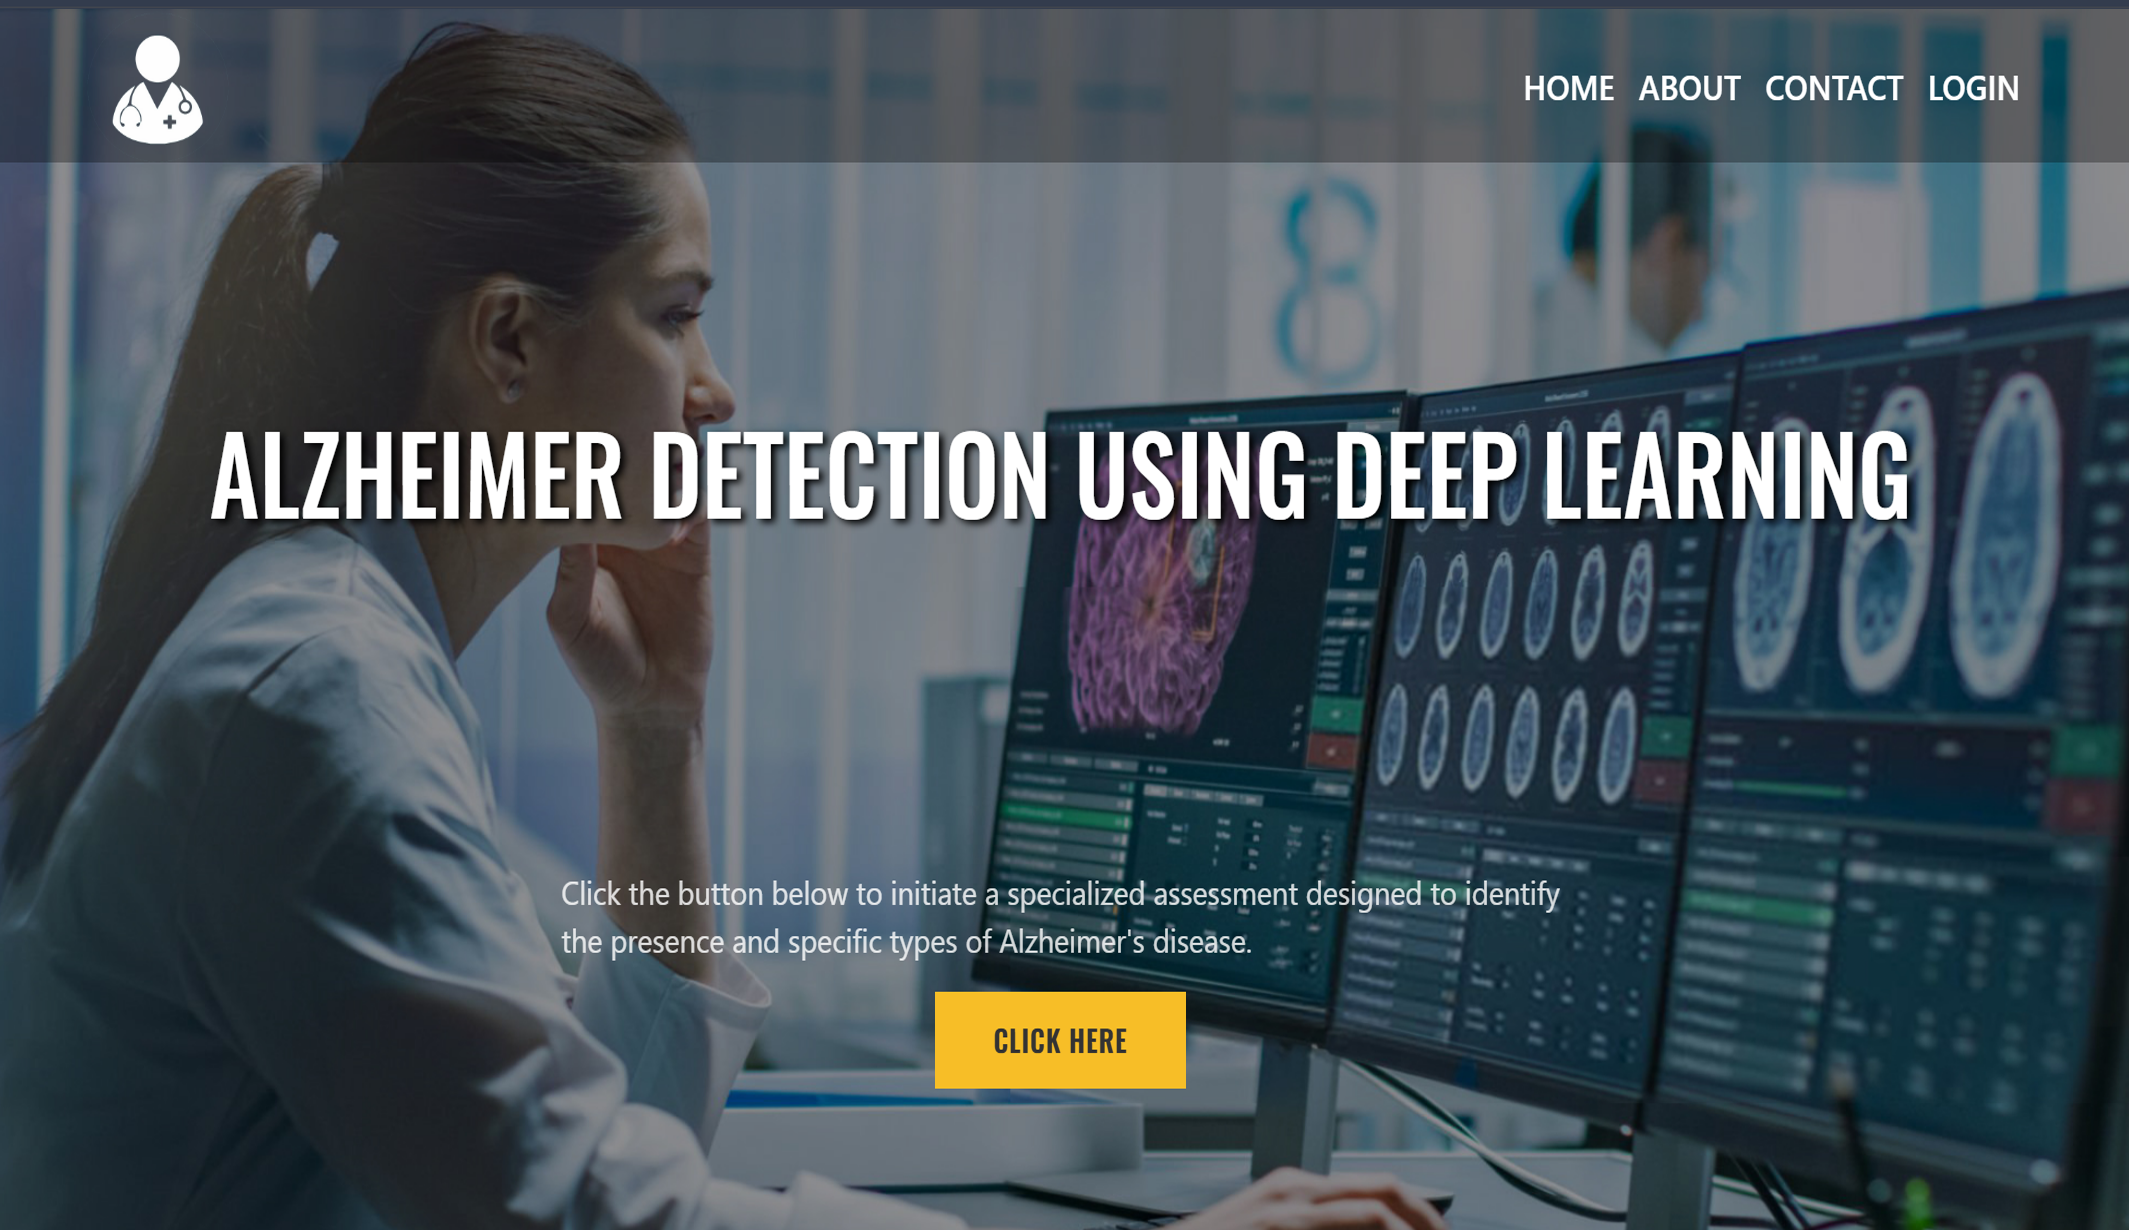 HOME ABOUT CONTACT LOGIN
ALZHEIMER DETECTION USING DEEP LEARNING
Click the button below to initiate a specialized assessment designed to identify
the presence and specific types of Alzheimer's disease.
CLICK HERE